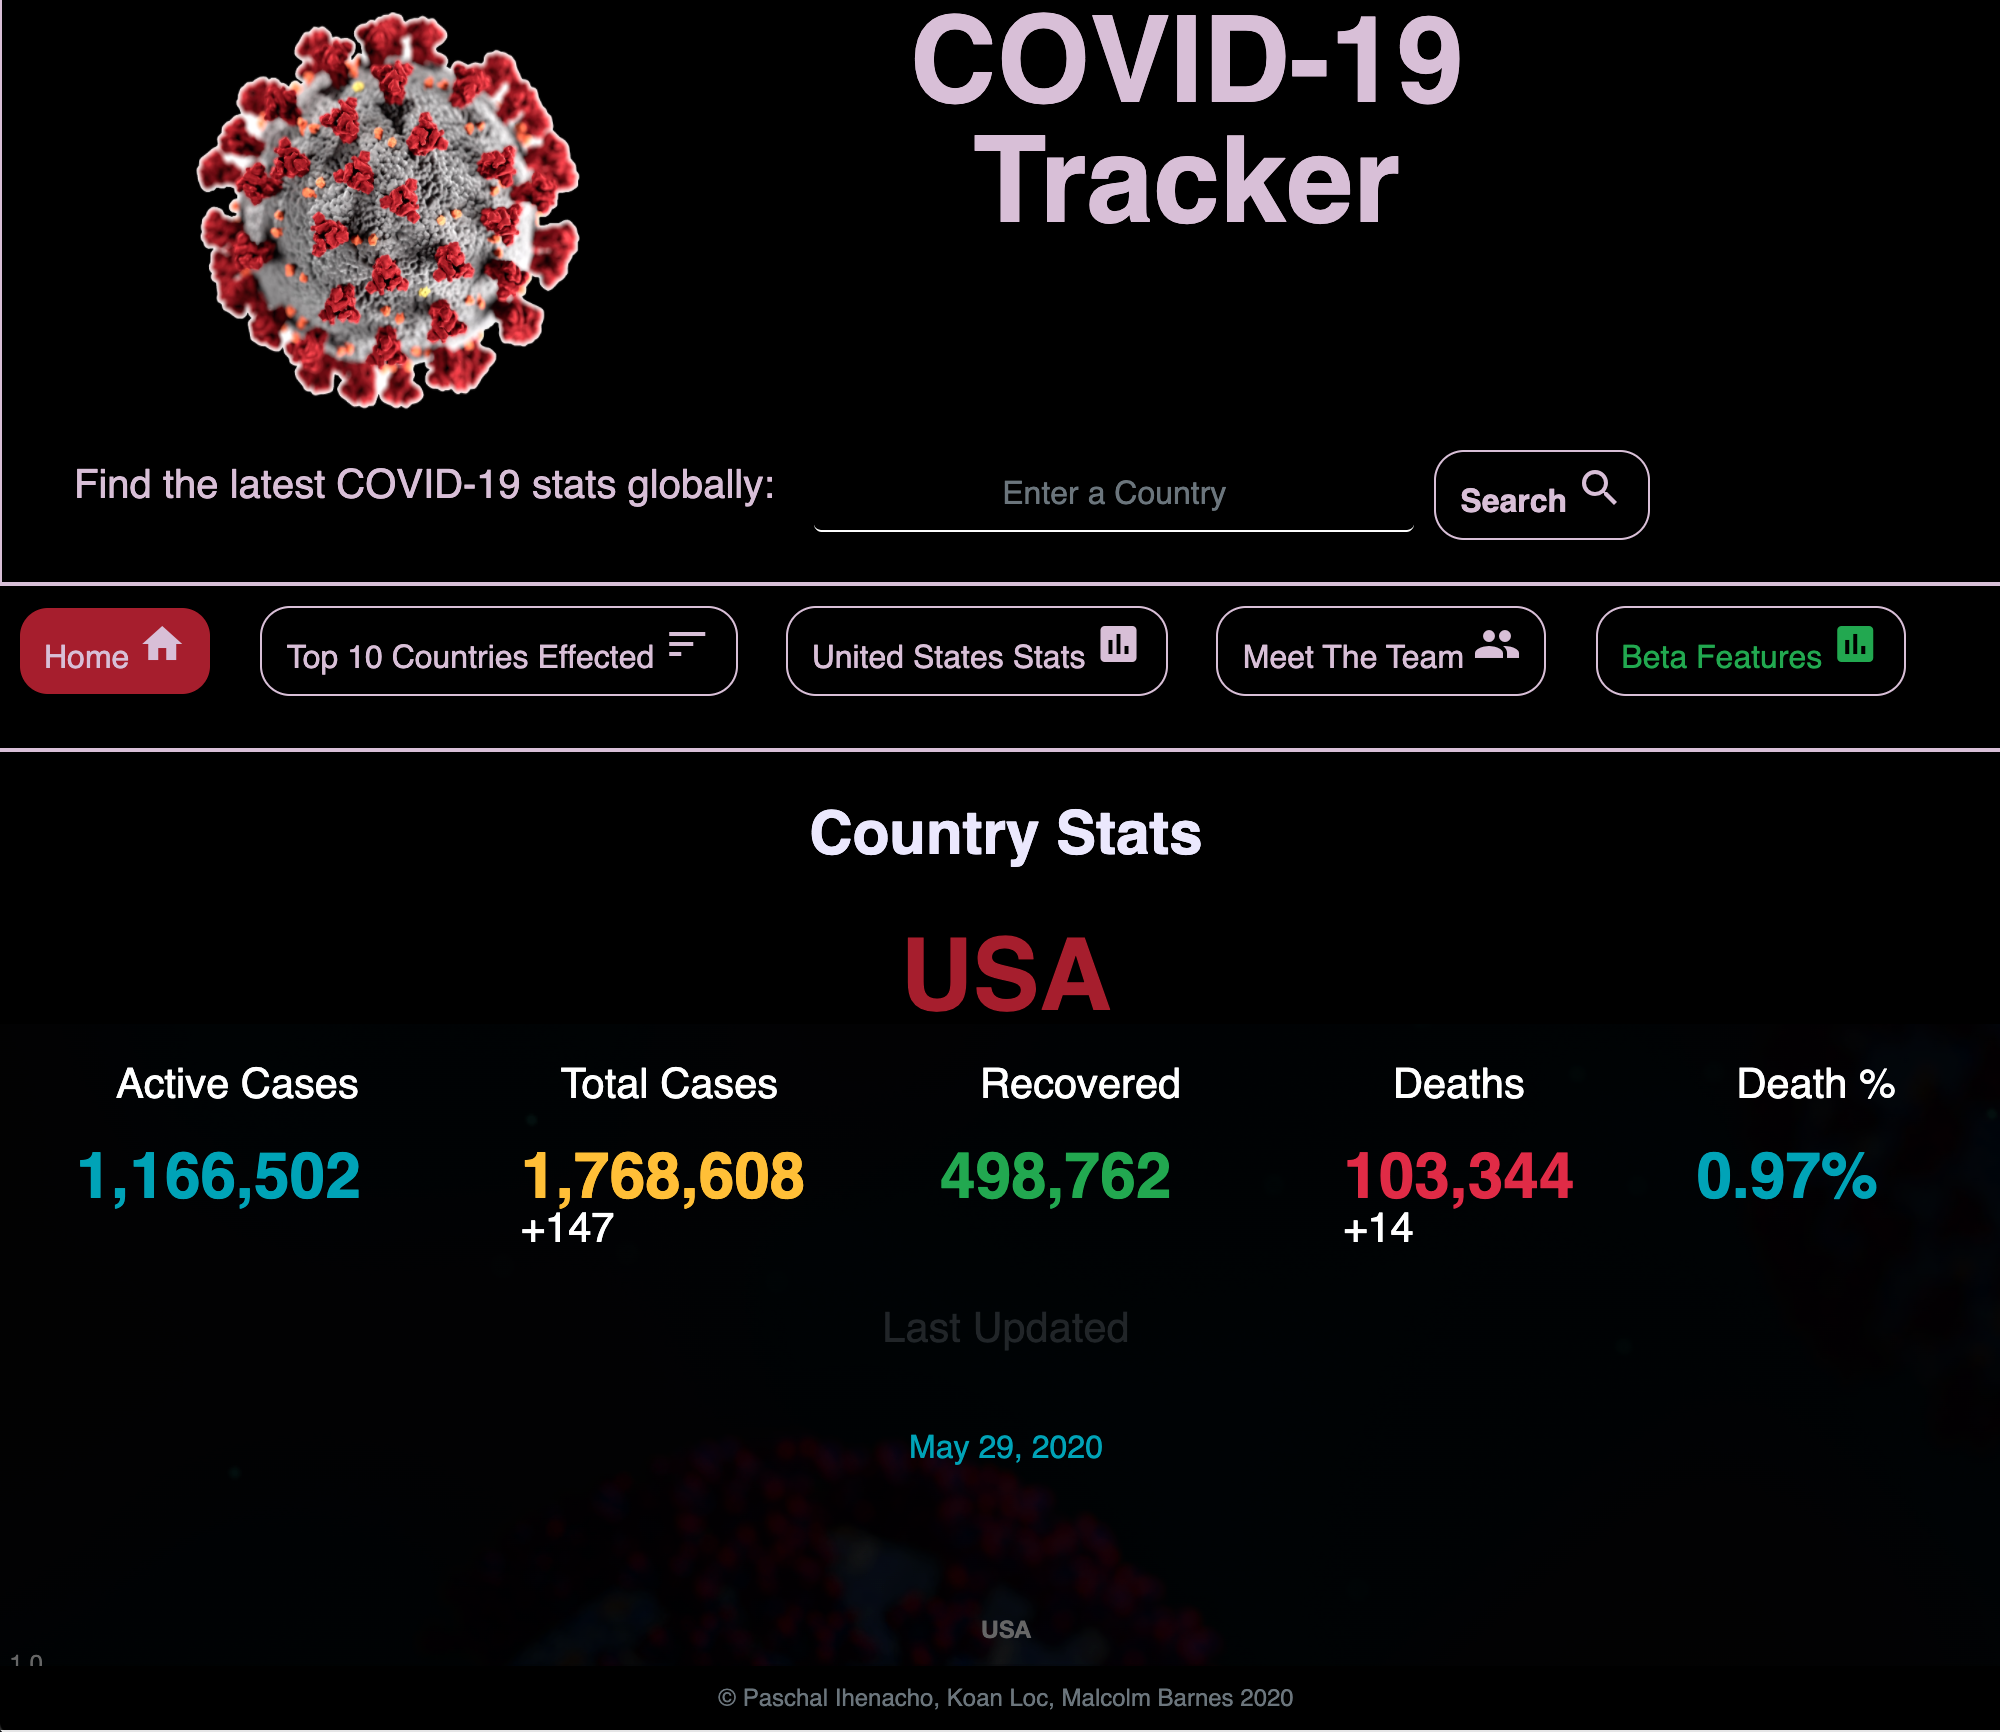 COVID-19
Tracker
Find the latest COVID-19 stats globally:
Enter a Country
Search
Home
Top 10 Countries Effected
United States Stats
Meet The Team
Beta Features
Country Stats
USA
Active Cases
Total Cases
Recovered
Deaths
Death %
1,166,502
1,768,608
498,762
103,344
0.97%
+147
+14
Last Updated
May 29, 2020
USA
1.0
© Paschal Ihenacho, Koan Loc, Malcolm Barnes 2020